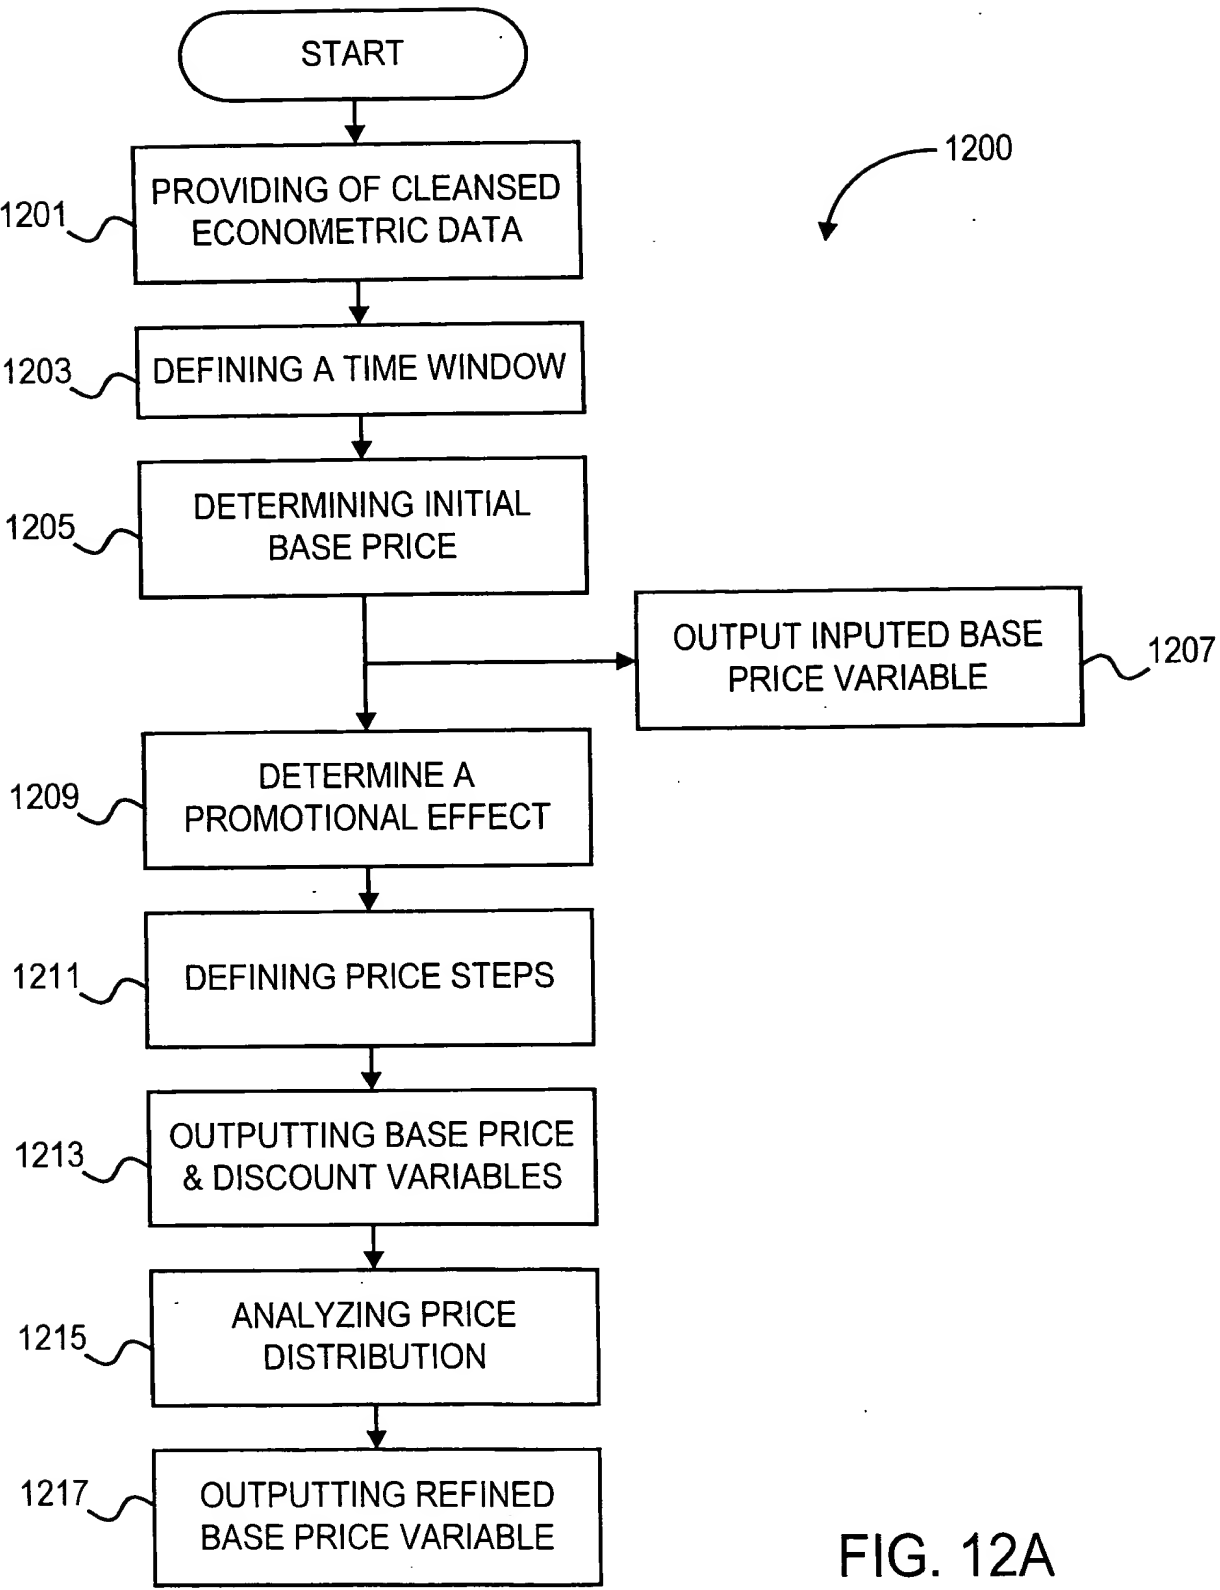 START
1200
1201
PROVIDING OF CLEANSED
ECONOMETRIC DATA
1203
DEFINING A TIME WINDOW
1205
DETERMINING INITIAL
BASE PRICE
OUTPUT INPUTED BASE
PRICE VARIABLE
1207
1209
DETERMINE A
PROMOTIONAL EFFECT
1211
DEFINING PRICE STEPS
1213
OUTPUTTING BASE PRICE
& DISCOUNT VARIABLES
1215
ANALYZING PRICE
DISTRIBUTION
1217
OUTPUTTING REFINED
BASE PRICE VARIABLE
FIG. 12A